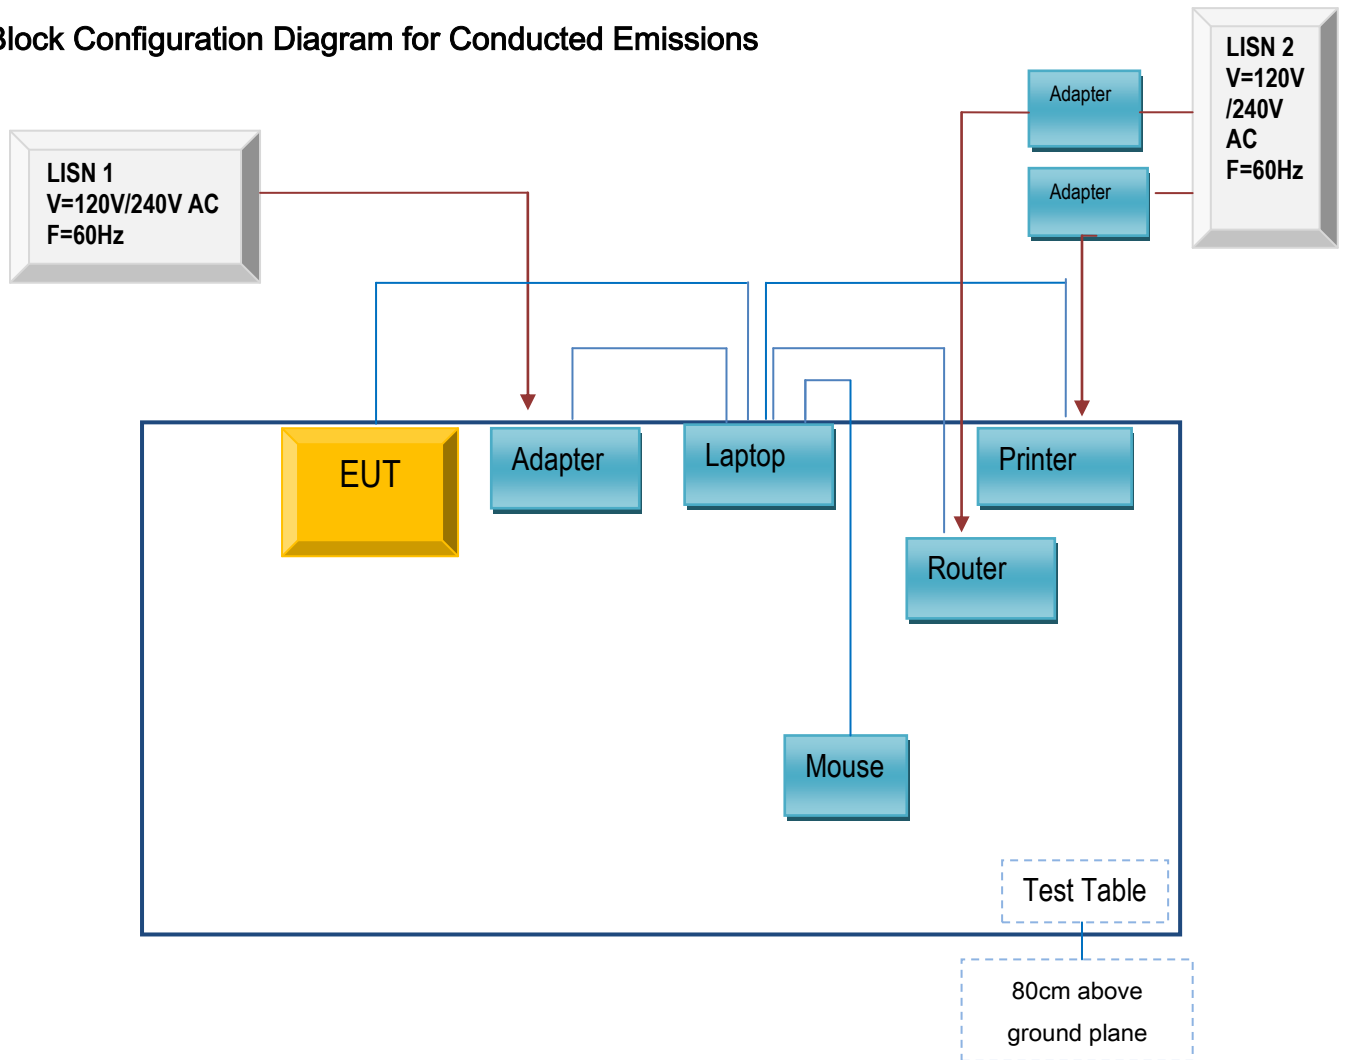 Block Configuration Diagram for Conducted Emissions
LISN 2
V=120V
/240V
AC
F=60Hz
Adapter
Adapter
LISN 1
V=120V/240V AC
F=60Hz
EUT
Adapter
Laptop
Printer
Router
Mouse
Test Table
80cm above
ground plane